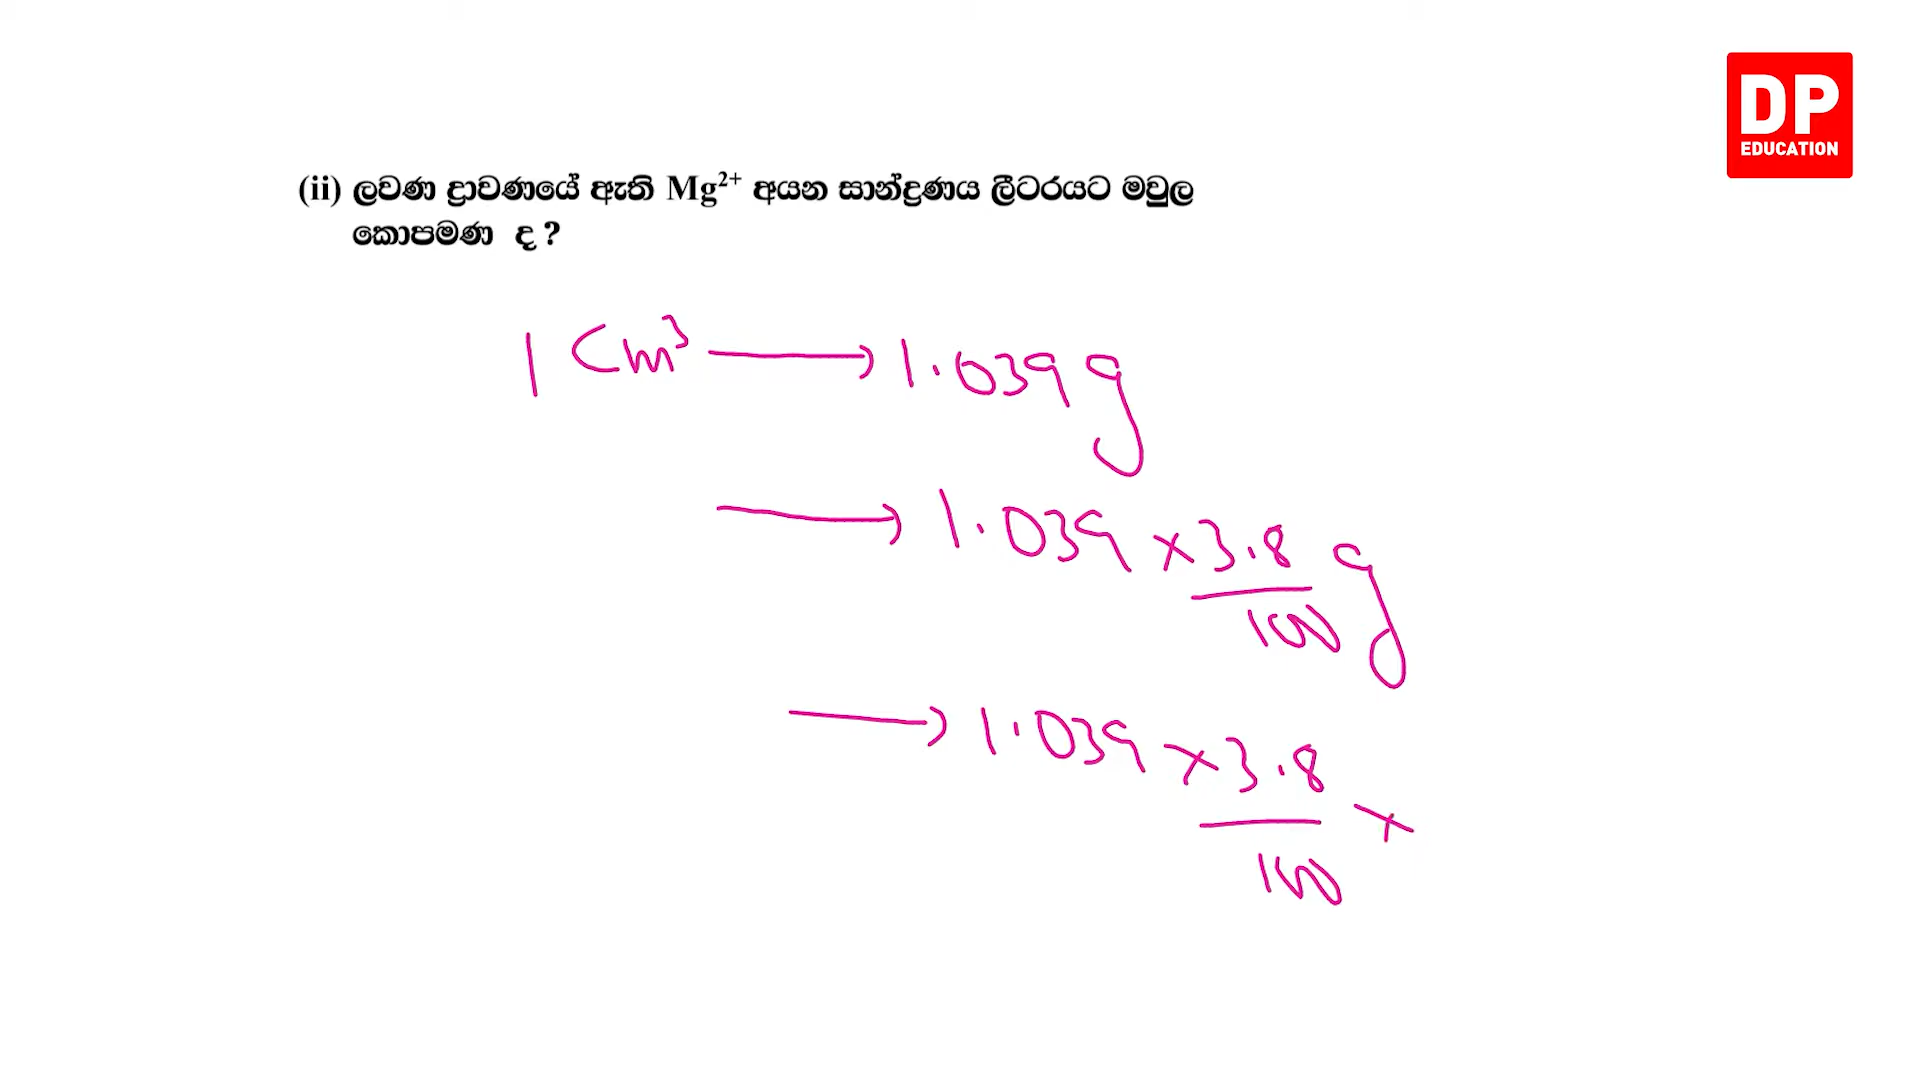 DP
EDUCATION
(ii) ලවණ ද්‍රාවණයේ ඇති Mg²⁺ අයන සාන්ද්‍රණය ලීටරයට මවුල
කොපමණ ද ?
1 Cm³ → 1.039 g
→ 1.039 × 3.8/100 g
→ 1.039 × 3.8/100 ×